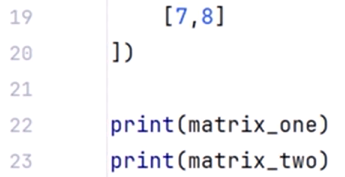 19 [7,8]
20 ])
21
22 print(matrix_one)
23 print(matrix_two)